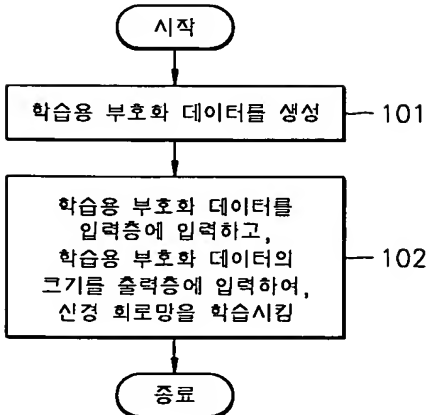 시작
학습용 부호화 데이터를 생성
101
학습용 부호화 데이터를
입력층에 입력하고,
학습용 부호화 데이터의
크기를 출력층에 입력하여,
신경 회로망을 학습시킴
102
종료